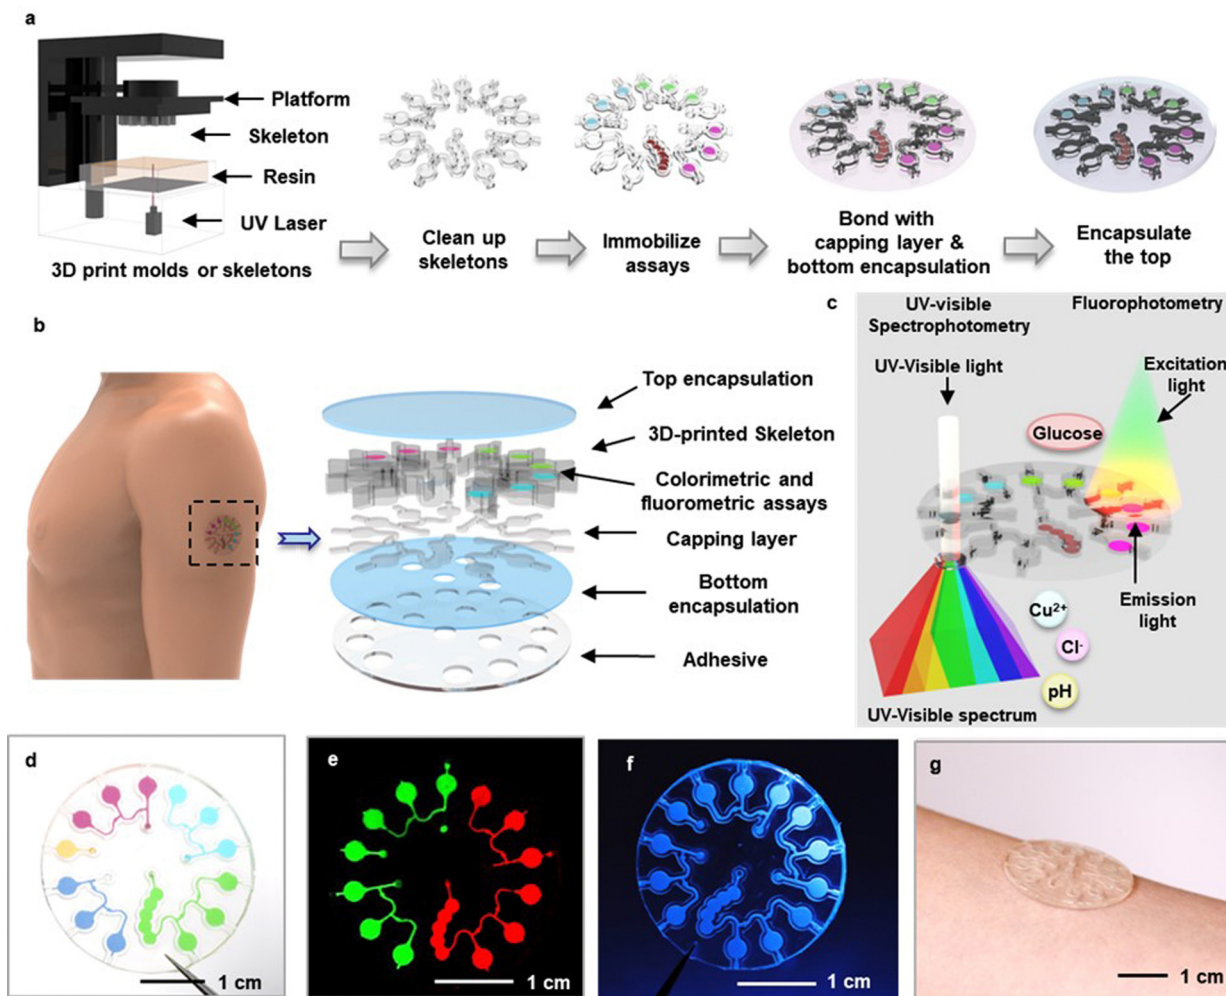 a
Platform
Skeleton
Resin
UV Laser
3D print molds or skeletons
Clean up
skeletons
Immobilize
assays
Bond with
capping layer &
bottom encapsulation
Encapsulate
the top
b
Top encapsulation
3D-printed Skeleton
Colorimetric and
fluorometric assays
Capping layer
Bottom
encapsulation
Adhesive
c
UV-visible
Spectrophotometry
Fluorophotometry
UV-Visible light
Excitation
light
Glucose
Cu²⁺
Cl⁻
pH
Emission
light
UV-Visible spectrum
d
1 cm
e
1 cm
f
1 cm
g
1 cm